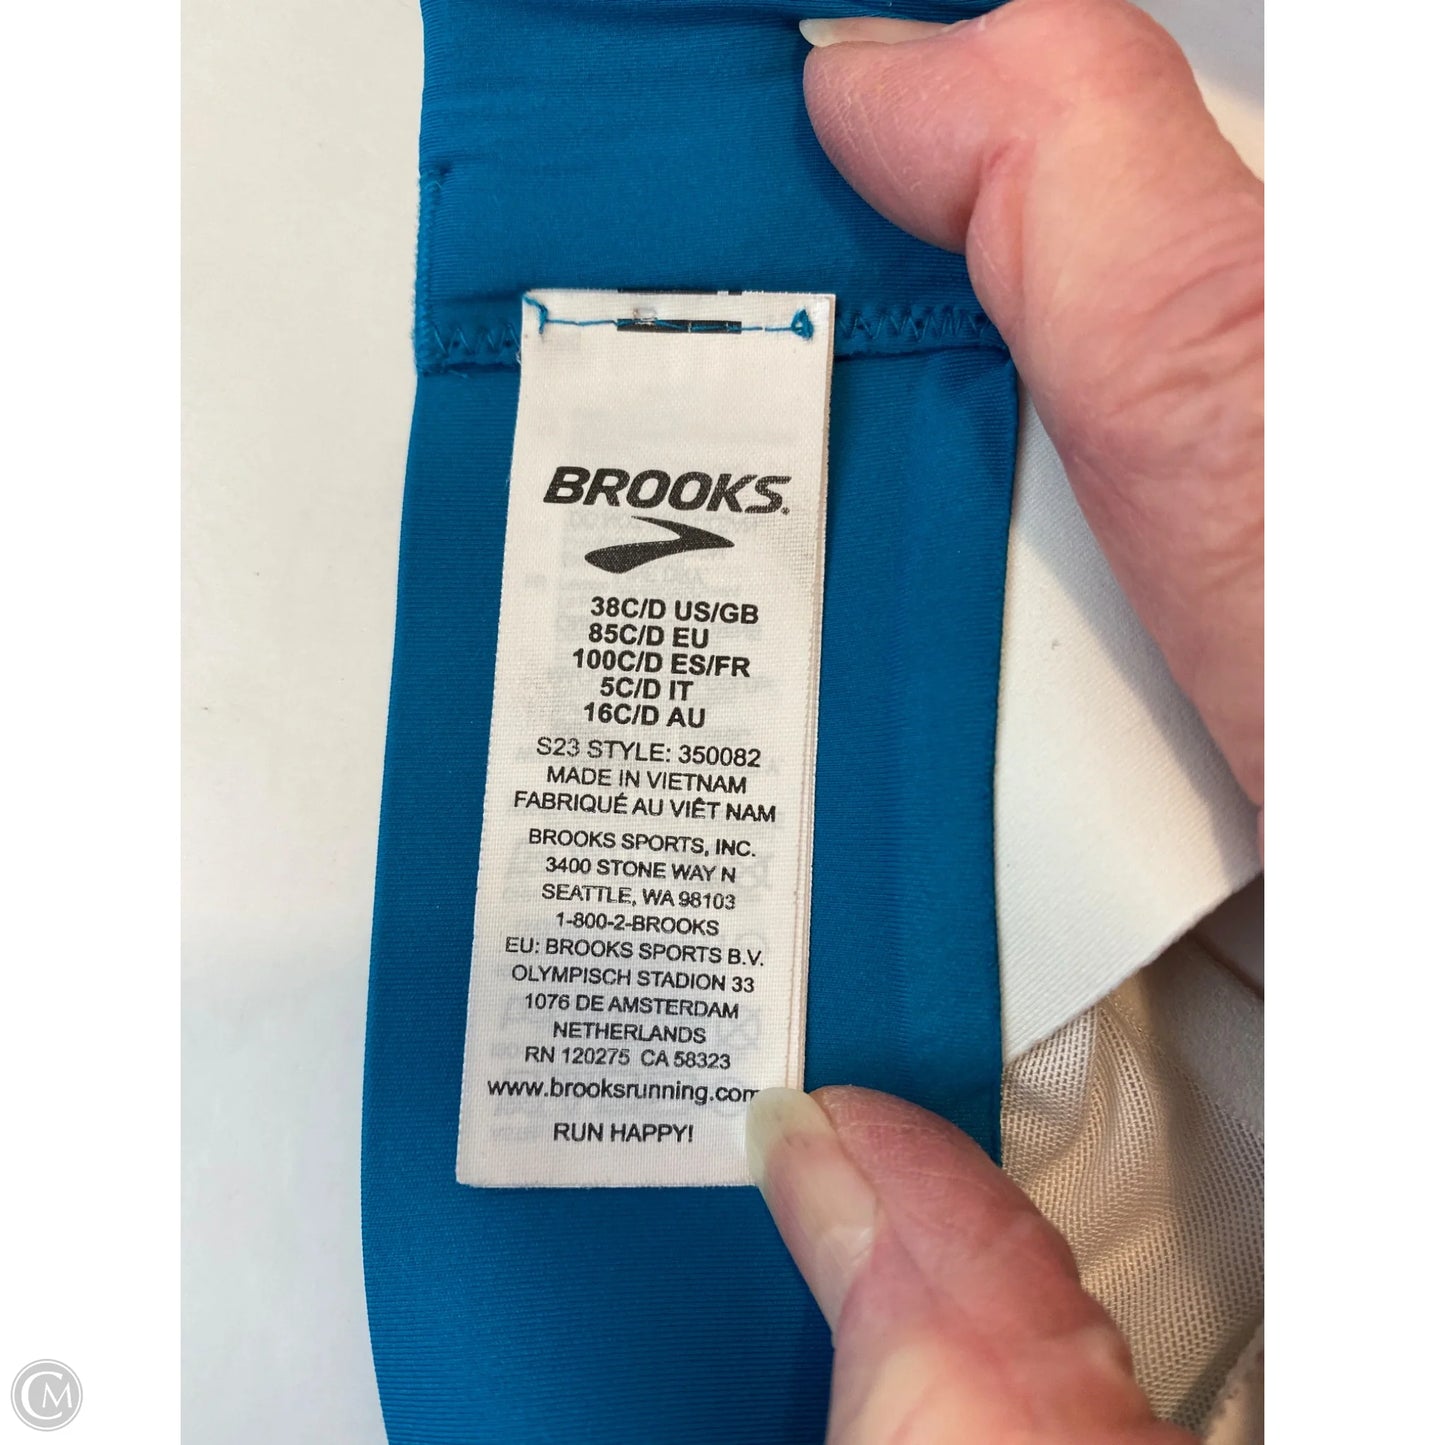 BROOKS.
38C/D US/GB
85C/D EU
100C/D ES/FR
5C/D IT
16C/D AU
S23 STYLE: 350082
MADE IN VIETNAM
FABRIQUÉ AU VIÊT NAM
BROOKS SPORTS, INC.
3400 STONE WAY N
SEATTLE, WA 98103
1-800-2-BROOKS
EU: BROOKS SPORTS B.V.
OLYMPISCH STADION 33
1076 DE AMSTERDAM
NETHERLANDS
RN 120275 CA 58323
www.brooksrunning.com
RUN HAPPY!
CM